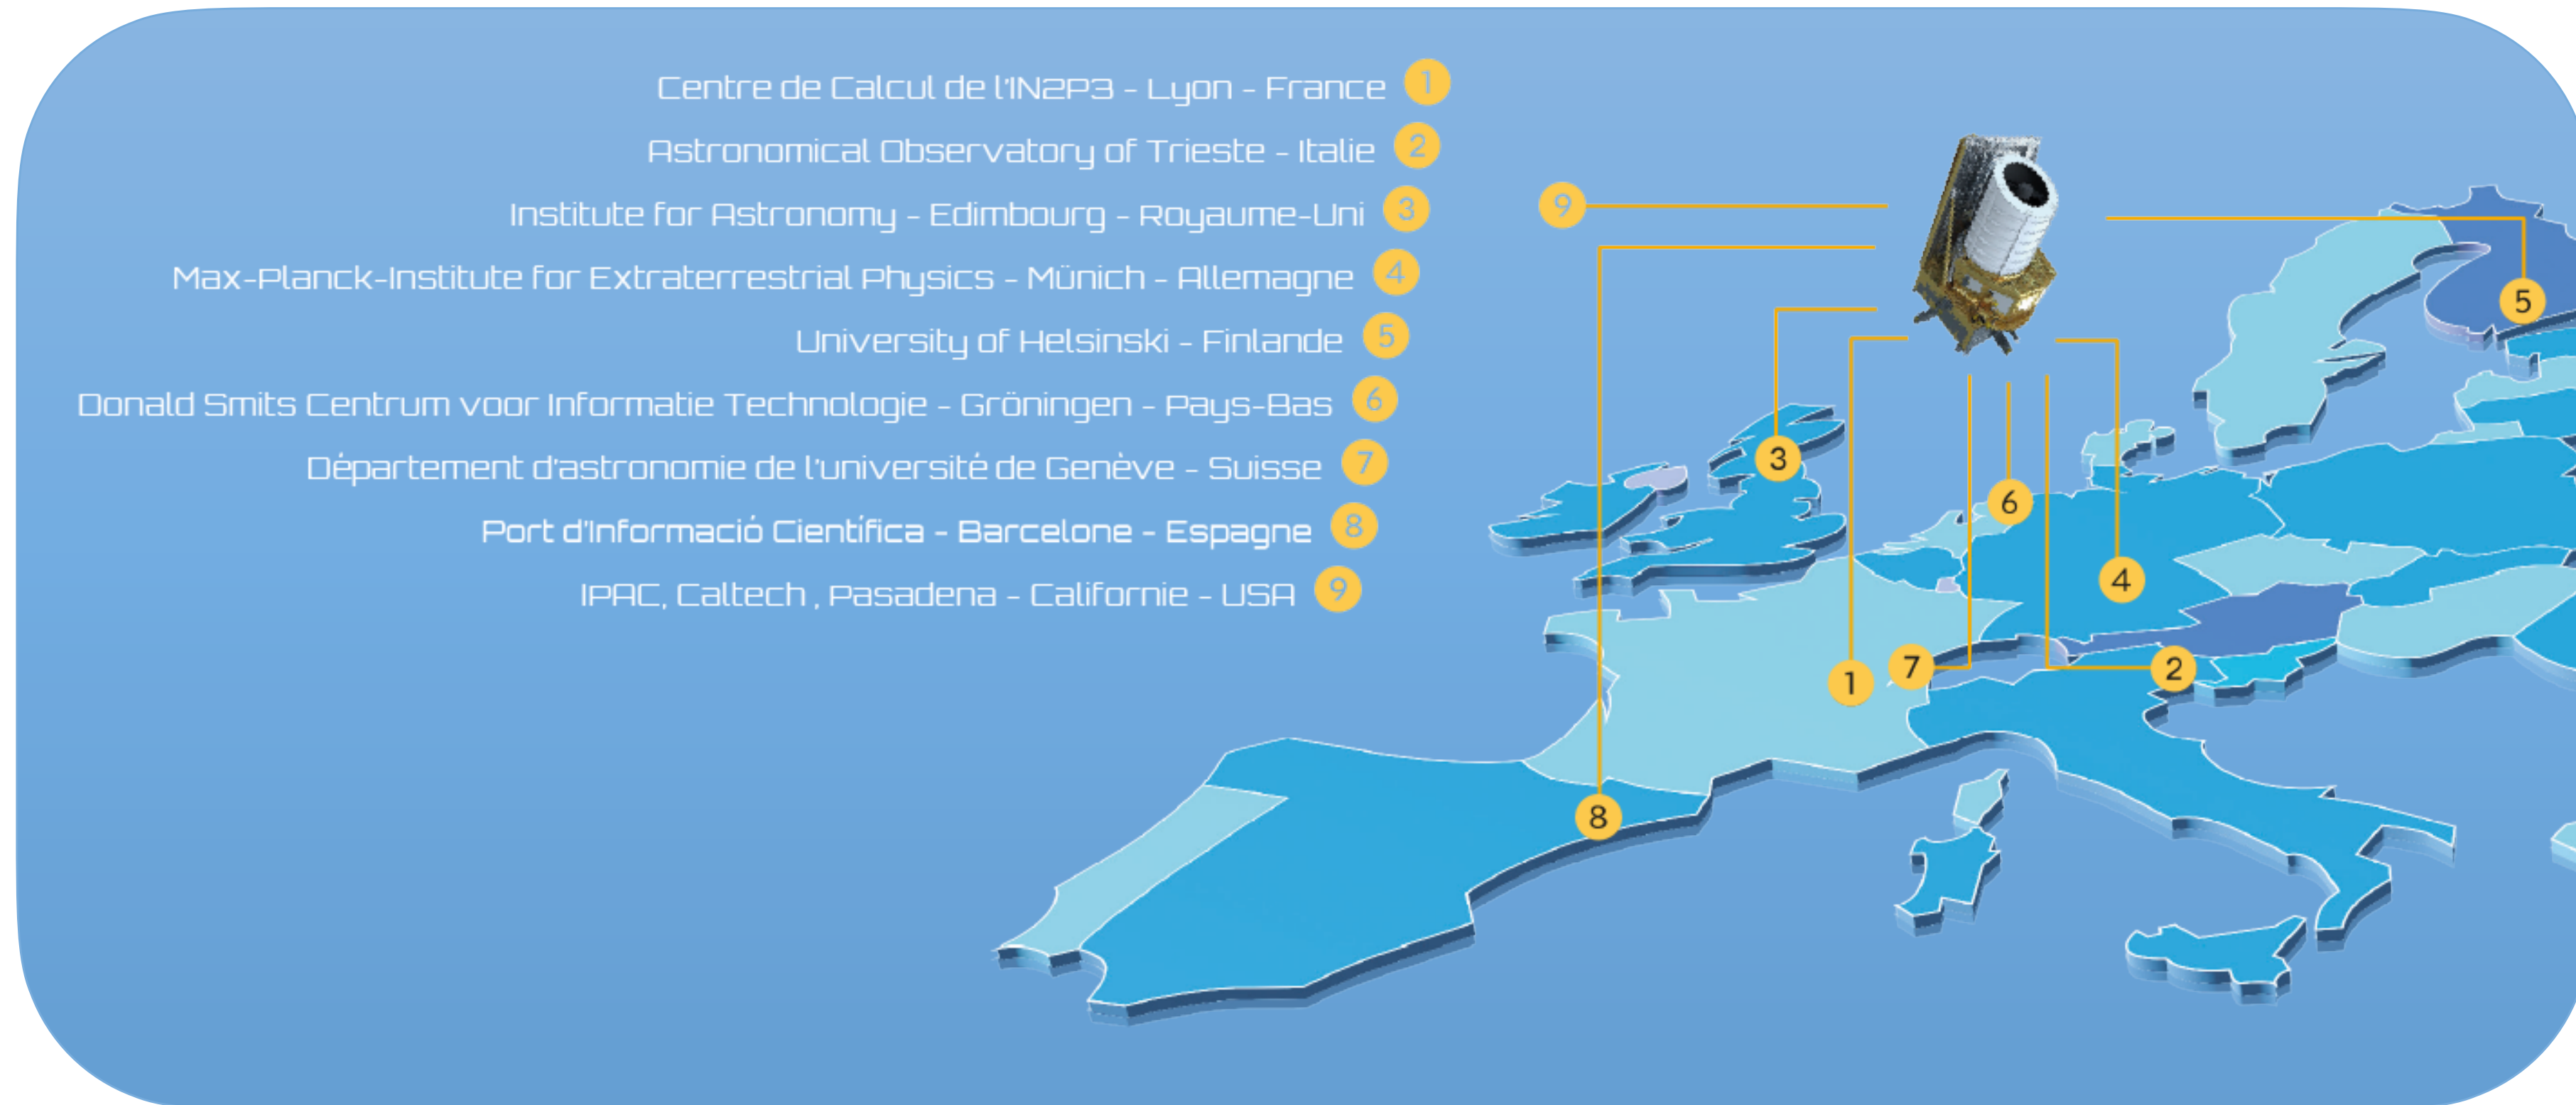 Centre de Calcul de l'IN2P3 - Lyon - France 1
Astronomical Observatory of Trieste - Italie 2
Institute for Astronomy - Edimbourg - Royaume-Uni 3
Max-Planck-Institute for Extraterrestrial Physics - Münich - Allemagne 4
University of Helsinski - Finlande 5
Donald Smits Centrum voor Informatie Technologie - Gröningen - Pays-Bas 6
Département d'astronomie de l'université de Genève - Suisse 7
Port d'Informació Científica - Barcelone - Espagne 8
IPAC, Caltech , Pasadena - Californie - USA 9
9
5
3
6
4
1
7
2
8